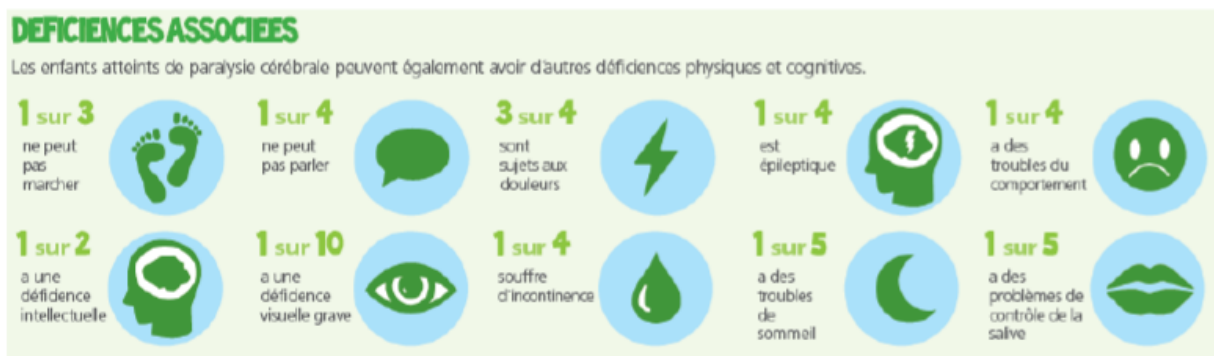 DEFICIENCES ASSOCIEES
Les enfants atteints de paralysie cérébrale peuvent également avoir d'autres déficiences physiques et cognitives.
1 sur 3
ne peut
pas
marcher
1 sur 4
ne peut
pas parler
3 sur 4
sont
sujets aux
douleurs
1 sur 4
est
épileptique
1 sur 4
a des
troubles du
comportement
1 sur 2
a une
déficience
intellectuelle
1 sur 10
a une
déficience
visuelle grave
1 sur 4
souffre
d'incontinence
1 sur 5
a des
troubles
de
sommeil
1 sur 5
a des
problèmes de
contrôle de la
salive